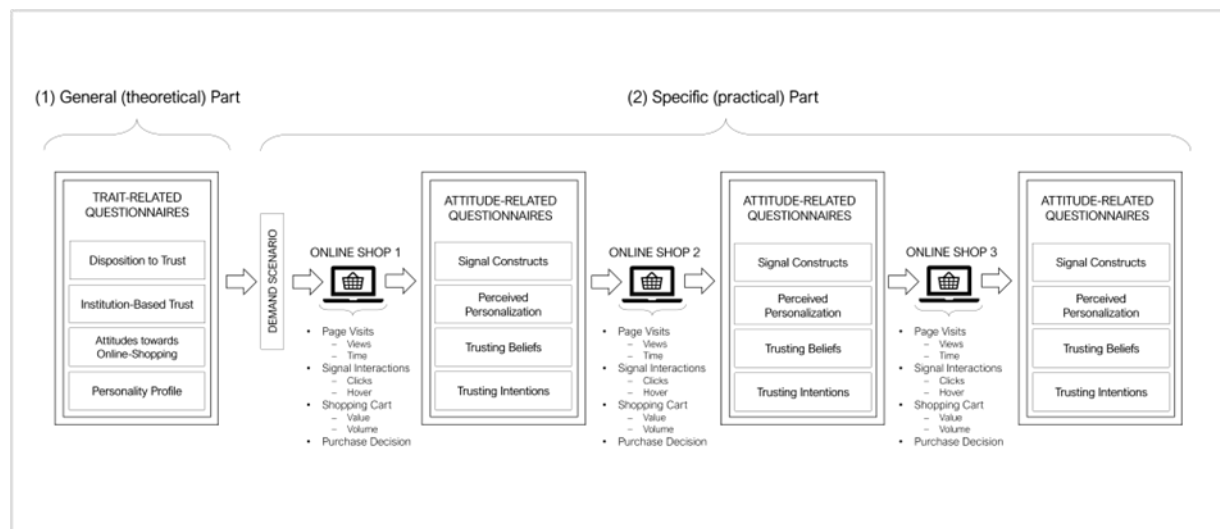 (1) General (theoretical) Part
(2) Specific (practical) Part
TRAIT-RELATED
QUESTIONNAIRES
Disposition to Trust
Institution-Based Trust
Attitudes towards
Online-Shopping
Personality Profile
DEMAND SCENARIO
ONLINE SHOP 1
• Page Visits
– Views
– Time
• Signal Interactions
– Clicks
– Hover
• Shopping Cart
– Value
– Volume
• Purchase Decision
ATTITUDE-RELATED
QUESTIONNAIRES
Signal Constructs
Perceived
Personalization
Trusting Beliefs
Trusting Intentions
ONLINE SHOP 2
• Page Visits
– Views
– Time
• Signal Interactions
– Clicks
– Hover
• Shopping Cart
– Value
– Volume
• Purchase Decision
ATTITUDE-RELATED
QUESTIONNAIRES
Signal Constructs
Perceived
Personalization
Trusting Beliefs
Trusting Intentions
ONLINE SHOP 3
• Page Visits
– Views
– Time
• Signal Interactions
– Clicks
– Hover
• Shopping Cart
– Value
– Volume
• Purchase Decision
ATTITUDE-RELATED
QUESTIONNAIRES
Signal Constructs
Perceived
Personalization
Trusting Beliefs
Trusting Intentions